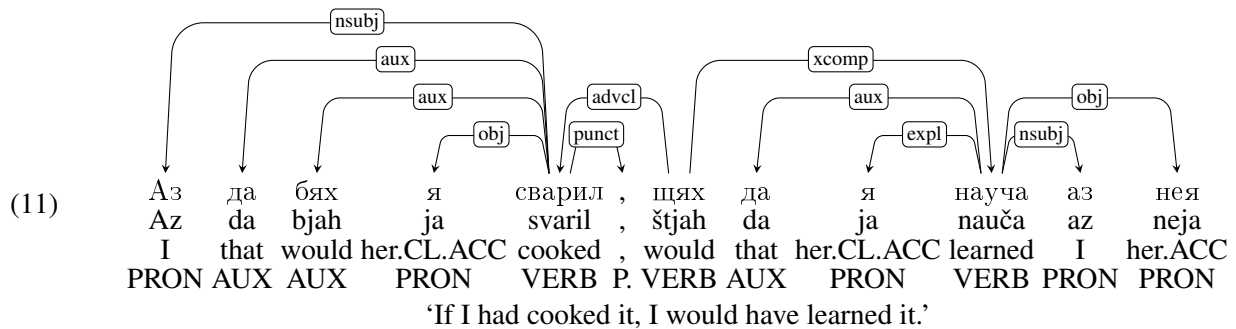 nsubj
aux xcomp
aux advcl aux obj
obj punct expl nsubj
(11) Аз да бях я сварил , щях да я науча аз нея
Az da bjah ja svaril , štjah da ja nauča az neja
I that would her.CL.ACC cooked , would that her.CL.ACC learned I her.ACC
PRON AUX AUX PRON VERB P. VERB AUX PRON VERB PRON PRON
‘If I had cooked it, I would have learned it.’